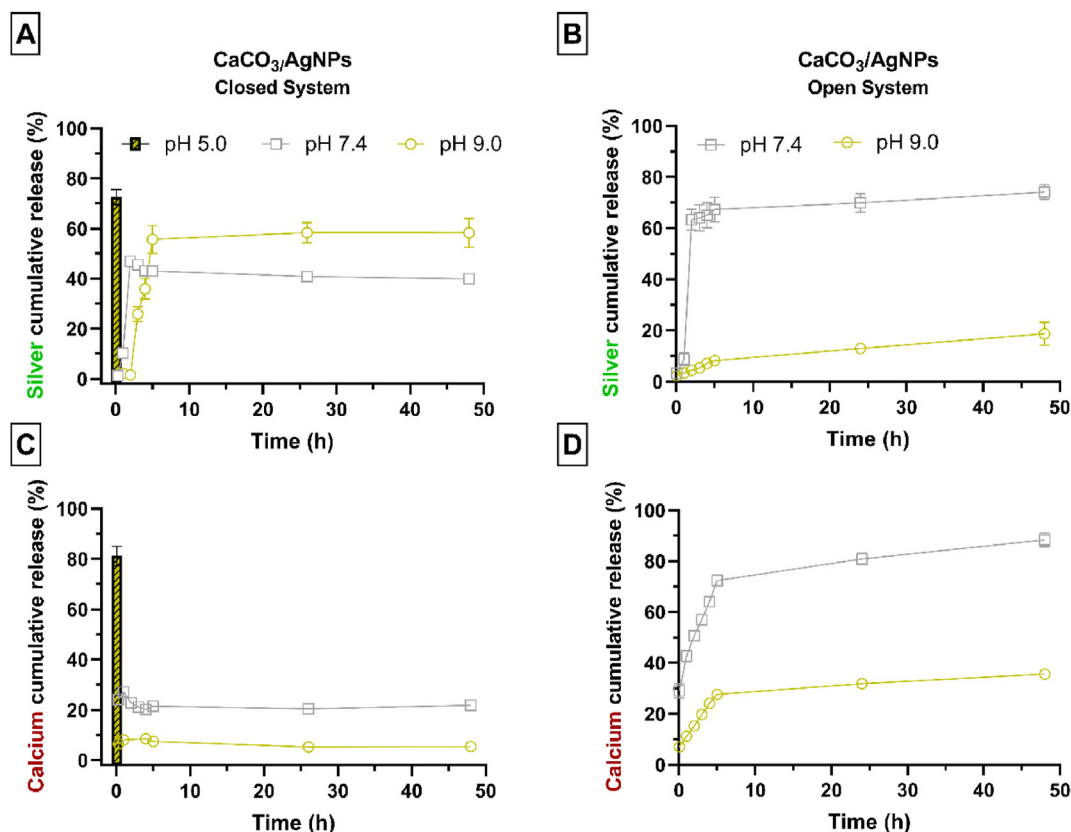 A
CaCO₃/AgNPs
Closed System
Silver cumulative release (%)
100
80
60
40
20
0
pH 5.0
pH 7.4
pH 9.0
0
10
20
30
40
50
Time (h)
B
CaCO₃/AgNPs
Open System
Silver cumulative release (%)
100
80
60
40
20
0
pH 7.4
pH 9.0
0
10
20
30
40
50
Time (h)
C
Calcium cumulative release (%)
100
80
60
40
20
0
0
10
20
30
40
50
Time (h)
D
Calcium cumulative release (%)
100
80
60
40
20
0
0
10
20
30
40
50
Time (h)